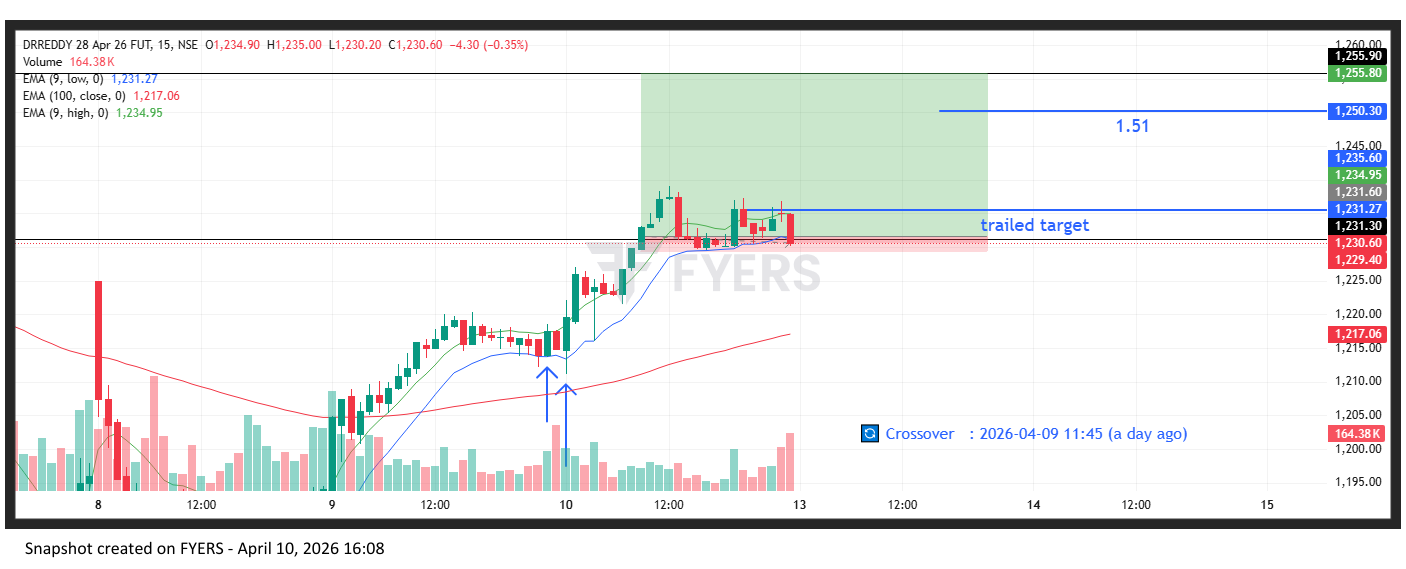 DRREDDY 28 Apr 26 FUT, 15, NSE O1,234.90 H1,235.00 L1,230.20 C1,230.60 −4.30 (−0.35%)
Volume 164.38K
EMA (9, low, 0) 1,231.27
EMA (100, close, 0) 1,217.06
EMA (9, high, 0) 1,234.95
1,260.00
1,255.90
1,255.80
1,250.30
1.51
1,245.00
1,235.60
1,234.95
1,231.60
1,231.27
trailed target
1,231.30
1,230.60
1,229.40
FYERS
1,225.00
1,220.00
1,217.06
1,215.00
1,210.00
1,205.00
Crossover : 2026-04-09 11:45 (a day ago)
164.38K
1,200.00
1,195.00
8 12:00 9 12:00 10 12:00 13 12:00 14 12:00 15
Snapshot created on FYERS - April 10, 2026 16:08